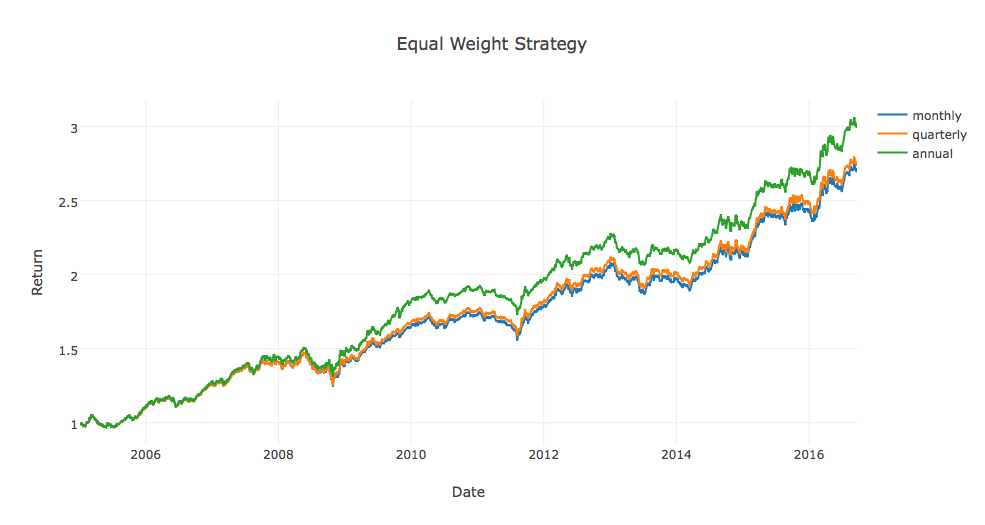 Equal Weight Strategy
monthly
quarterly
annual
Return
3
2.5
2
1.5
1
2006 2008 2010 2012 2014 2016
Date